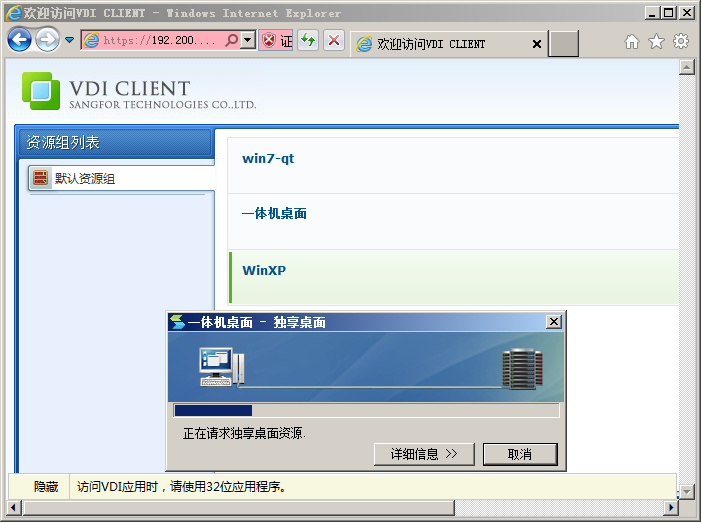 欢迎访问VDI CLIENT - Windows Internet Explorer
https://192.200....
证
欢迎访问VDI CLIENT
VDI CLIENT
SANGFOR TECHNOLOGIES CO.,LTD.
资源组列表
默认资源组
win7-qt
一体机桌面
WinXP
一体机桌面 - 独享桌面
正在请求独享桌面资源.
详细信息 >>
取消
隐藏
访问VDI应用时，请使用32位应用程序。